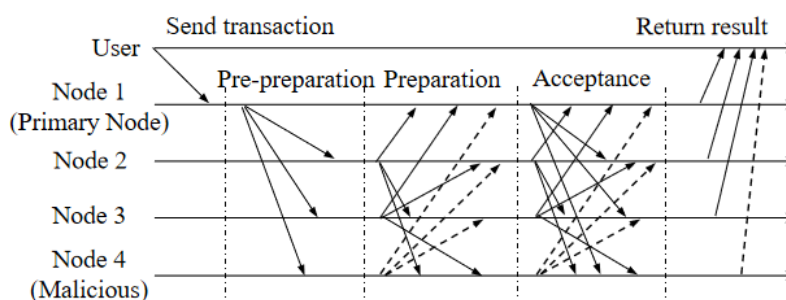 Send transaction
Return result
User
Pre-preparation
Preparation
Acceptance
Node 1
(Primary Node)
Node 2
Node 3
Node 4
(Malicious)